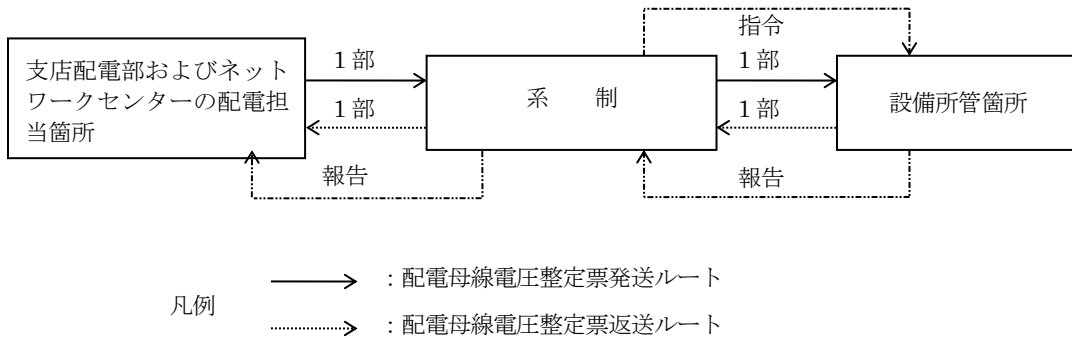 指令
1部
1部
支店配電部およびネット
ワークセンターの配電担
当箇所
系　　制
設備所管箇所
1部
1部
報告
報告
凡例
：配電母線電圧整定票発送ルート
：配電母線電圧整定票返送ルート